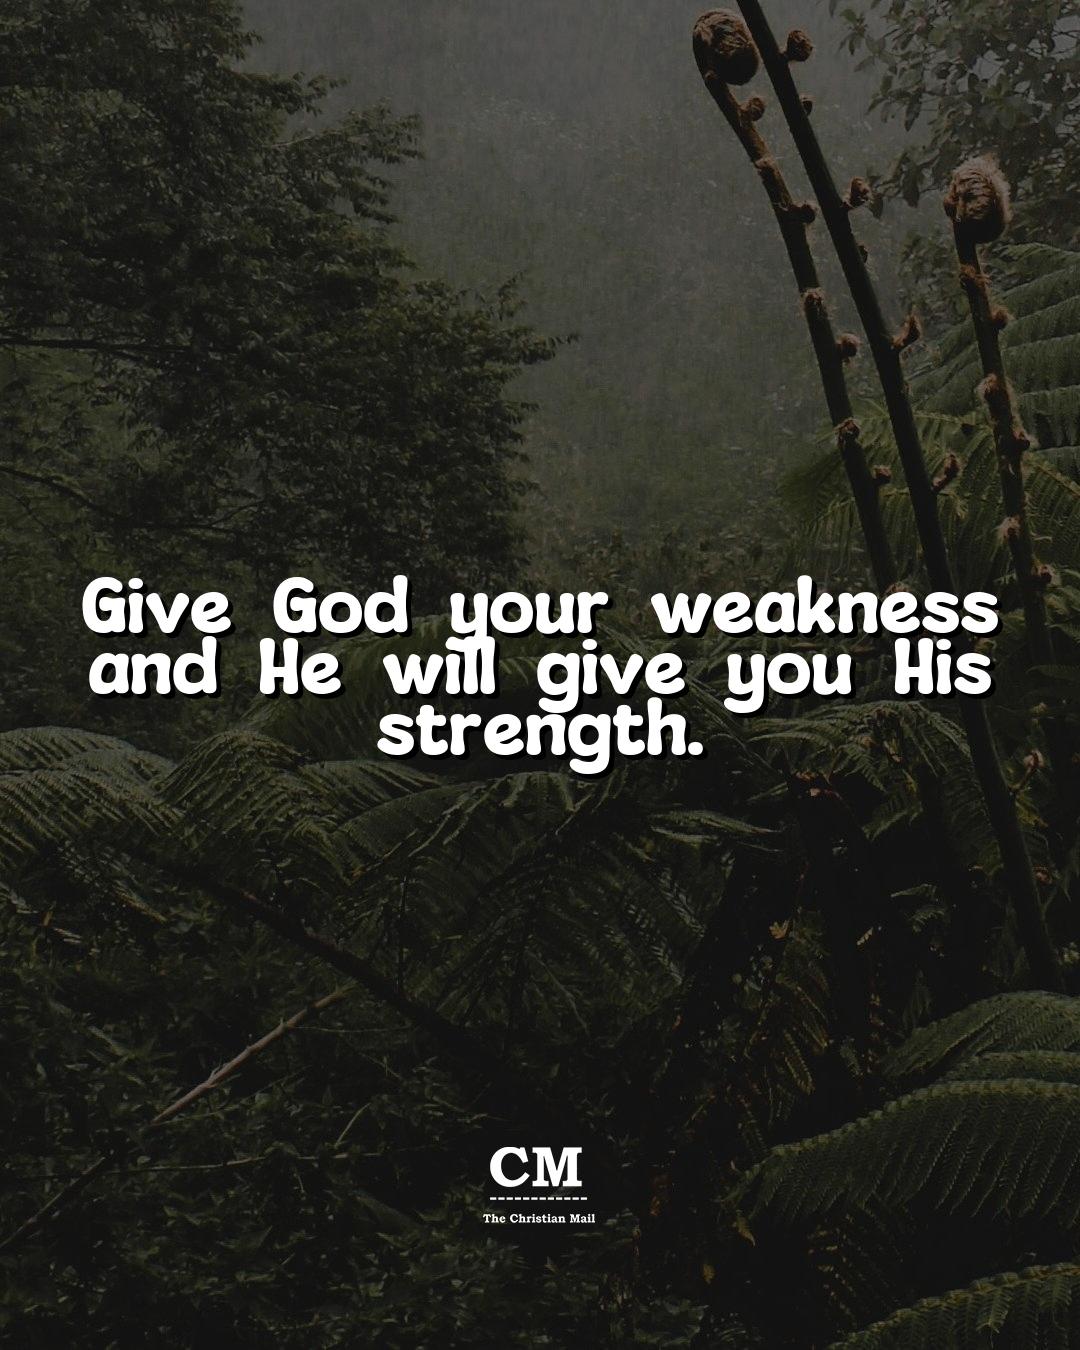 Give God your weakness
and He will give you His
strength.
CM
------------
The Christian Mail